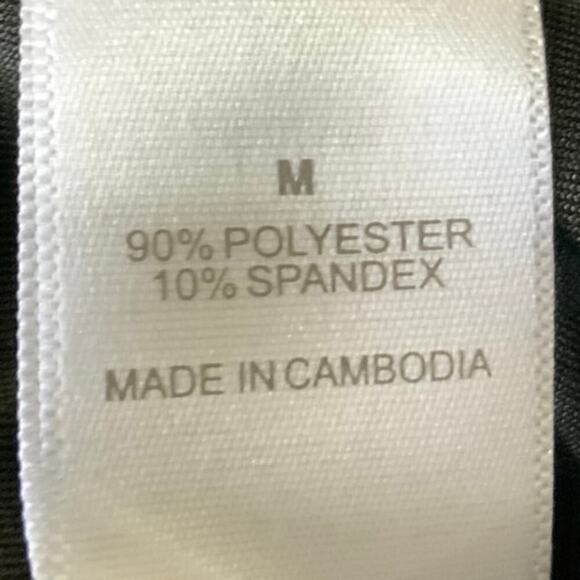 M
90% POLYESTER
10% SPANDEX
MADE IN CAMBODIA